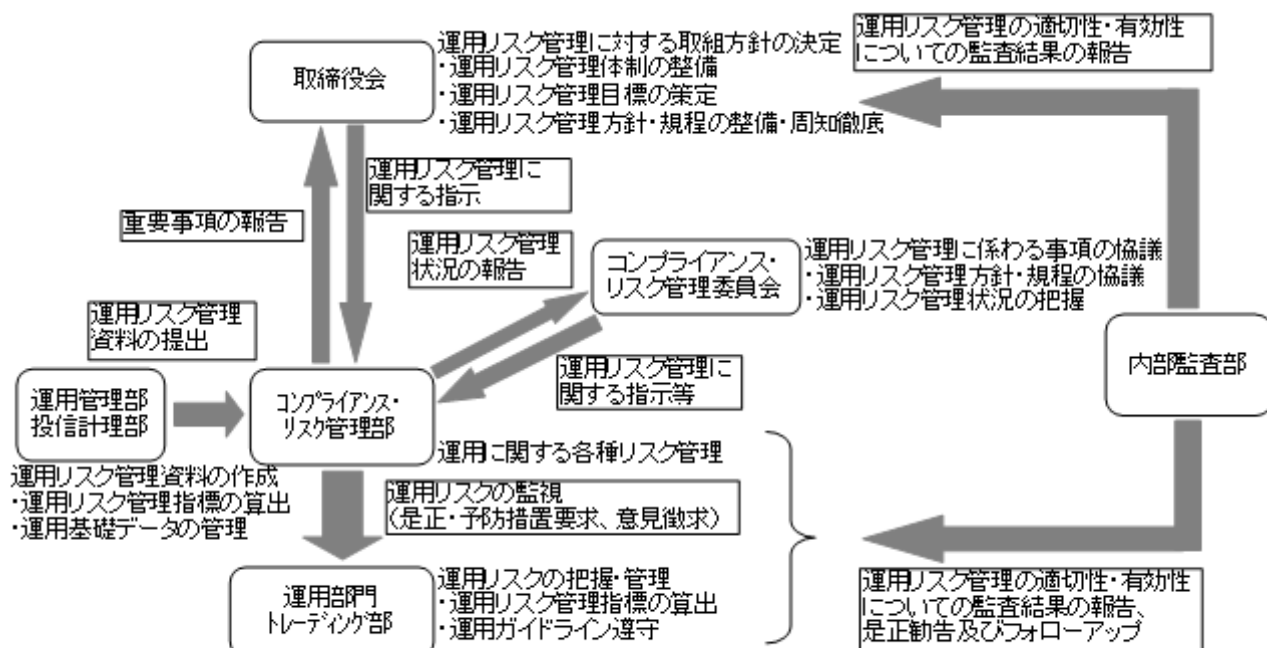 取締役会
運用リスク管理に対する取組方針の決定
・運用リスク管理体制の整備
・運用リスク管理目標の策定
・運用リスク管理方針・規程の整備・周知徹底
運用リスク管理の適切性・有効性
についての監査結果の報告
運用リスク管理に
関する指示
重要事項の報告
運用リスク管理
状況の報告
コンプライアンス・
リスク管理委員会
運用リスク管理に係わる事項の協議
・運用リスク管理方針・規程の協議
・運用リスク管理状況の把握
運用リスク管理
資料の提出
運用リスク管理に
関する指示等
内部監査部
運用管理部
投信計理部
コンプライアンス・
リスク管理部
運用に関する各種リスク管理
運用リスク管理資料の作成
・運用リスク管理指標の算出
・運用基礎データの管理
運用リスクの監視
(是正・予防措置要求、意見徴求)
運用部門
トレーディング部
運用リスクの把握・管理
・運用リスク管理指標の算出
・運用ガイドライン遵守
運用リスク管理の適切性・有効性
についての監査結果の報告、
是正勧告及びフォローアップ